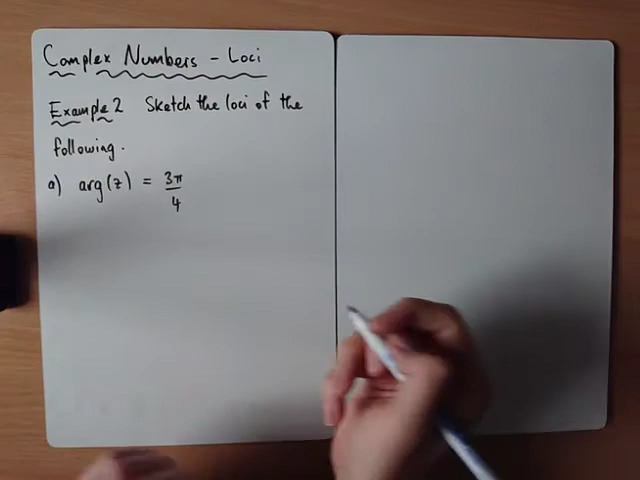 Complex Numbers - Loci
Example 2 Sketch the loci of the
following.
a) arg(z) = 3π/4